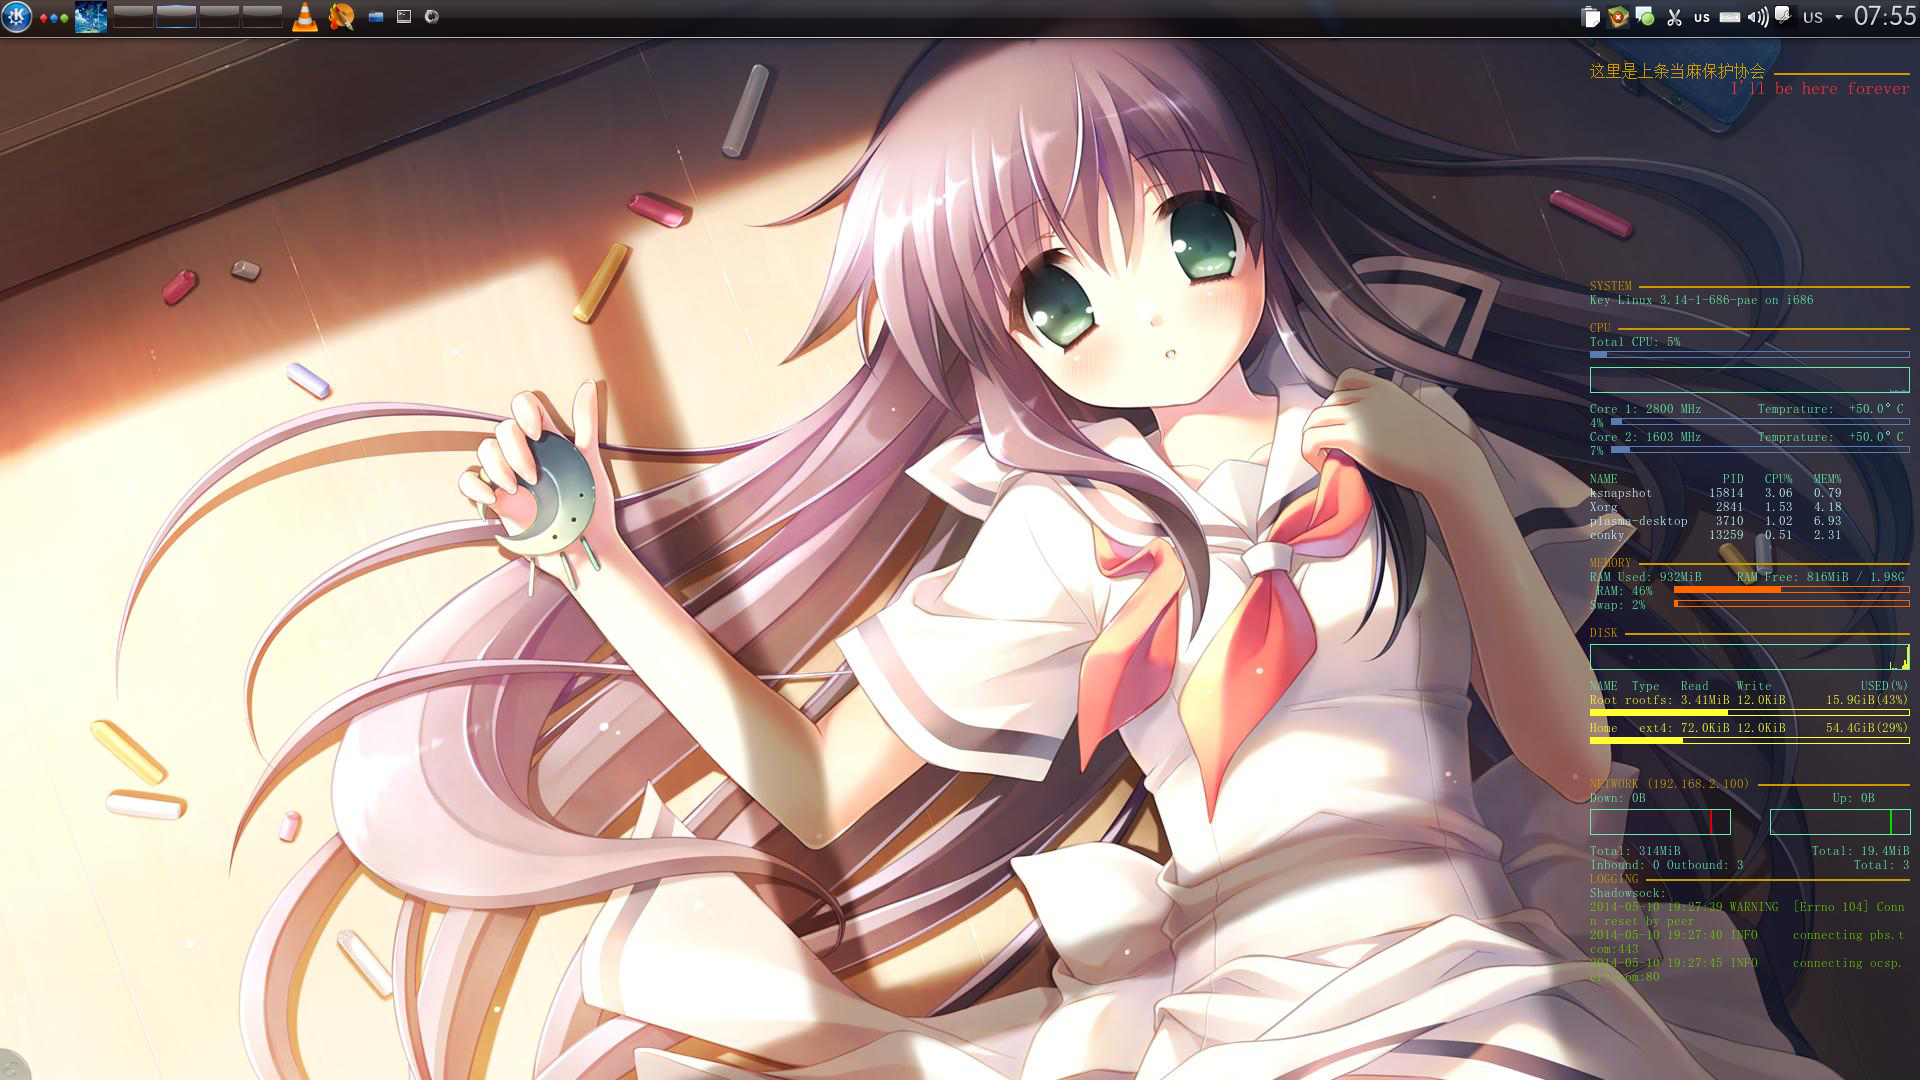 us US 07:55
这里是上条当麻保护协会
I'll be here forever
SYSTEM
Key Linux 3.14-1-686-pae on i686
CPU
Total CPU: 5%
Core 1: 2800 MHz Temprature: +50.0°C
4%
Core 2: 1603 MHz Temprature: +50.0°C
7%
NAME PID CPU% MEM%
ksnapshot 15814 3.06 0.79
Xorg 2841 1.53 4.18
plasma-desktop 3710 1.02 6.93
conky 13259 0.51 2.31
MEMORY
RAM Used: 932MiB RAM Free: 816MiB / 1.98G
RAM: 46%
Swap: 2%
DISK
NAME Type Read Write USED(%)
Root rootfs: 3.41MiB 12.0KiB 15.9GiB(43%)
Home ext4: 72.0KiB 12.0KiB 54.4GiB(29%)
NETWORK (192.168.2.100)
Down: 0B Up: 0B
Total: 314MiB Total: 19.4MiB
Inbound: 0 Outbound: 3 Total: 3
LOGGING
Shadowsock:
2014-05-10 19:27:39 WARNING [Errno 104] Conn
n reset by peer
2014-05-10 19:27:40 INFO connecting pbs.t
com:443
2014-05-10 19:27:45 INFO connecting ocsp.